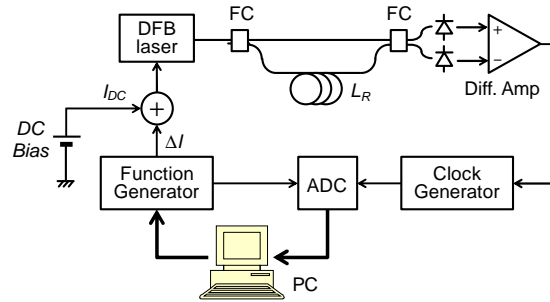 FC
FC
DFB
laser
+
−
L_R
Diff. Amp
I_DC
+
DC
Bias
ΔI
Function
Generator
ADC
Clock
Generator
PC